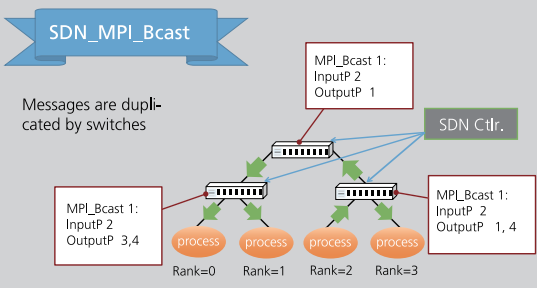 SDN_MPI_Bcast
Messages are dupli-
cated by switches
MPI_Bcast 1:
InputP 2
OutputP 1
SDN Ctlr.
MPI_Bcast 1:
InputP 2
OutputP 3,4
MPI_Bcast 1:
InputP 2
OutputP 1, 4
process
process
process
process
Rank=0
Rank=1
Rank=2
Rank=3